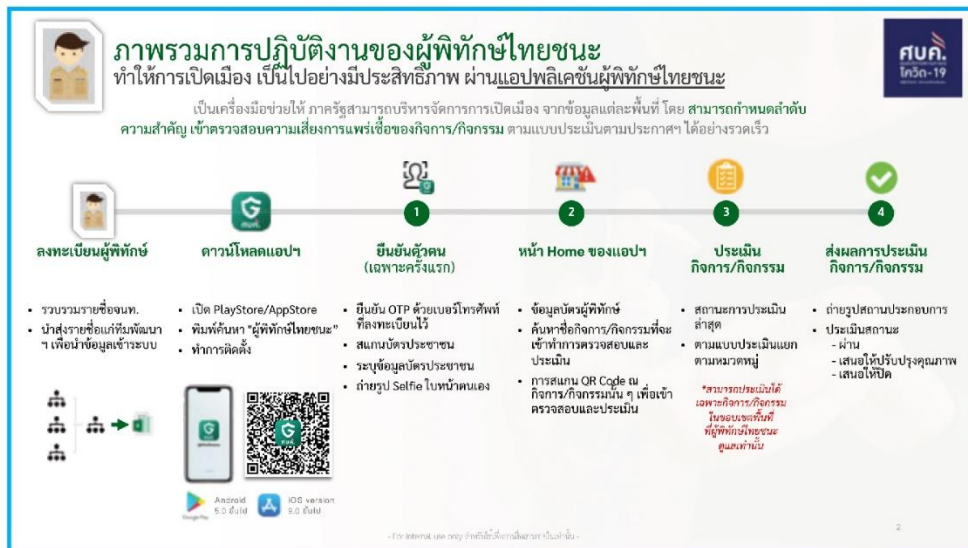 ภาพรวมการปฏิบัติงานของผู้พิทักษ์ไทยชนะ
ทำให้การเปิดเมือง เป็นไปอย่างมีประสิทธิภาพ ผ่านแอปพลิเคชันผู้พิทักษ์ไทยชนะ
ศบค.
โควิด-19
เป็นเครื่องมือช่วยให้ ภาครัฐสามารถบริหารจัดการการเปิดเมือง จากข้อมูลแต่ละพื้นที่ โดย สามารถกำหนดลำดับ
ความสำคัญ เข้าตรวจสอบความเสี่ยงการแพร่เชื้อของกิจการ/กิจกรรม ตามแบบประเมินตามประกาศฯ ได้อย่างรวดเร็ว
ลงทะเบียนผู้พิทักษ์
• รวบรวมรายชื่อจนท.
• นำส่งรายชื่อแก่ทีมพัฒนา
ฯ เพื่อนำข้อมูลเข้าระบบ
ศบค.
ดาวน์โหลดแอปฯ
• เปิด PlayStore/AppStore
• พิมพ์ค้นหา "ผู้พิทักษ์ไทยชนะ"
• ทำการติดตั้ง
Google Play
Android
5.0 ขึ้นไป
iOS version
9.0 ขึ้นไป
1
ยืนยันตัวตน
(เฉพาะครั้งแรก)
• ยืนยัน OTP ด้วยเบอร์โทรศัพท์
ที่ลงทะเบียนไว้
• สแกนบัตรประชาชน
• ระบุข้อมูลบัตรประชาชน
• ถ่ายรูป Selfie ใบหน้าตนเอง
2
หน้า Home ของแอปฯ
• ข้อมูลบัตรผู้พิทักษ์
• ค้นหาชื่อกิจการ/กิจกรรมที่จะ
เข้าทำการตรวจสอบและ
ประเมิน
• การสแกน QR Code ณ
กิจการ/กิจกรรมนั้น ๆ เพื่อเข้า
ตรวจสอบและประเมิน
3
ประเมิน
กิจการ/กิจกรรม
• สถานะการประเมิน
ล่าสุด
• ตามแบบประเมินแยก
ตามหมวดหมู่
*สามารถประเมินได้
เฉพาะกิจการ/กิจกรรม
ในขอบเขตพื้นที่
ที่ผู้พิทักษ์ไทยชนะ
ดูแลเท่านั้น
4
ส่งผลการประเมิน
กิจการ/กิจกรรม
• ถ่ายรูปสถานประกอบการ
• ประเมินสถานะ
- ผ่าน
- เสนอให้ปรับปรุงคุณภาพ
- เสนอให้ปิด
- For internal use only
2